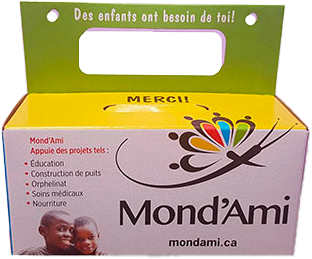 Des enfants ont besoin de toi!
MERCI!
Mond'Ami
Appuie des projets tels :
• Éducation
• Construction de puits
• Orphelinat
• Soins médicaux
• Nourriture
Mond'Ami
mondami.ca